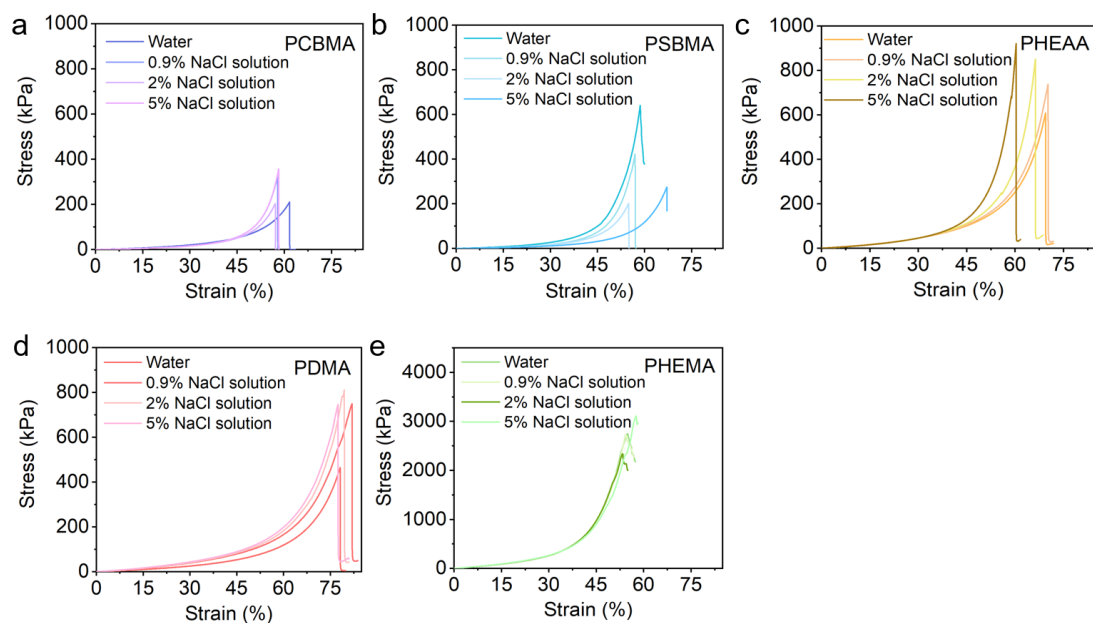 a
PCBMA
Water
0.9% NaCl solution
2% NaCl solution
5% NaCl solution
1000
800
600
400
200
0
0 15 30 45 60 75
Stress (kPa)
Strain (%)
b
PSBMA
Water
0.9% NaCl solution
2% NaCl solution
5% NaCl solution
1000
800
600
400
200
0
0 15 30 45 60 75
Stress (kPa)
Strain (%)
c
PHEAA
Water
0.9% NaCl solution
2% NaCl solution
5% NaCl solution
1000
800
600
400
200
0
0 15 30 45 60 75
Stress (kPa)
Strain (%)
d
PDMA
Water
0.9% NaCl solution
2% NaCl solution
5% NaCl solution
1000
800
600
400
200
0
0 15 30 45 60 75
Stress (kPa)
Strain (%)
e
PHEMA
Water
0.9% NaCl solution
2% NaCl solution
5% NaCl solution
4000
3000
2000
1000
0
0 15 30 45 60 75
Stress (kPa)
Strain (%)